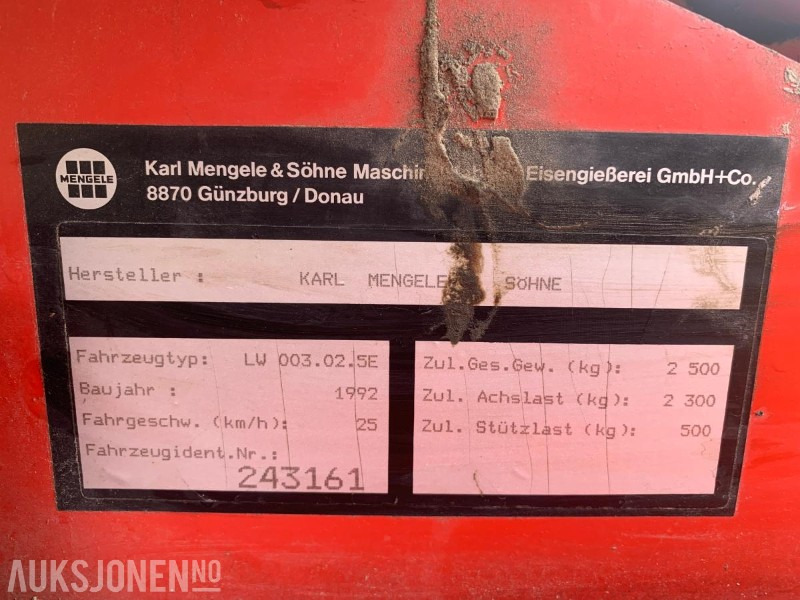 MENGELE
Karl Mengele & Söhne Eisengießerei GmbH+Co.
8870 Günzburg / Donau
Hersteller : KARL MENGELE SÖHNE
Fahrzeugtyp: LW 003.02.5E
Baujahr : 1992
Fahrgeschw. (km/h): 25
Fahrzeugident.Nr.:
243161
Zul.Ges.Gew. (kg): 2 500
Zul. Achslast (kg): 2 300
Zul. Stützlast (kg): 500
AUKSJONEN.NO